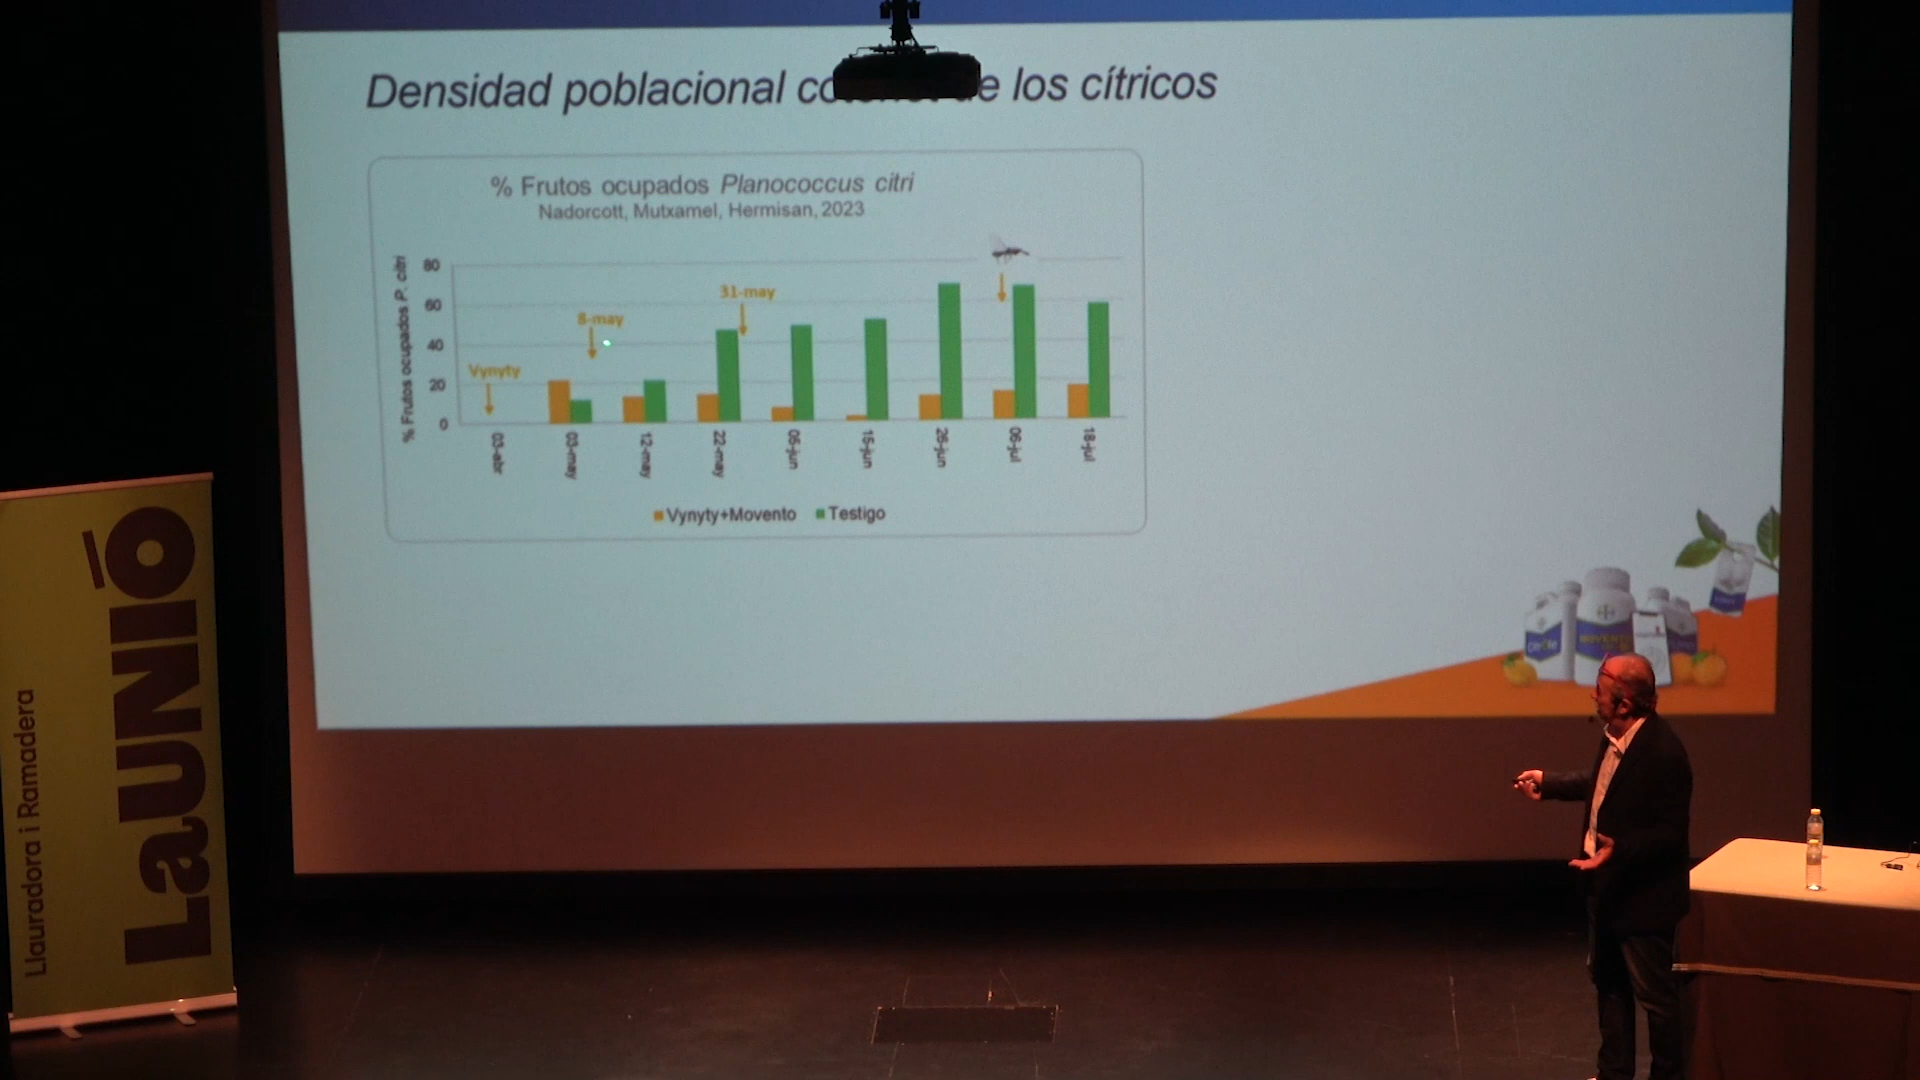 Densidad poblacional de los cítricos
% Frutos ocupados Planococcus citri
Nadorcott, Mutxamel, Hermisan, 2023
% Frutos ocupados P. citri
80
60
40
20
0
Vynyty
8-may
31-may
03-abr
03-may
12-may
22-may
05-jun
15-jun
26-jun
06-jul
18-jul
Vynyty+Movento
Testigo
MOVENTO
LaUNIÓ
Llauradora i Ramadera